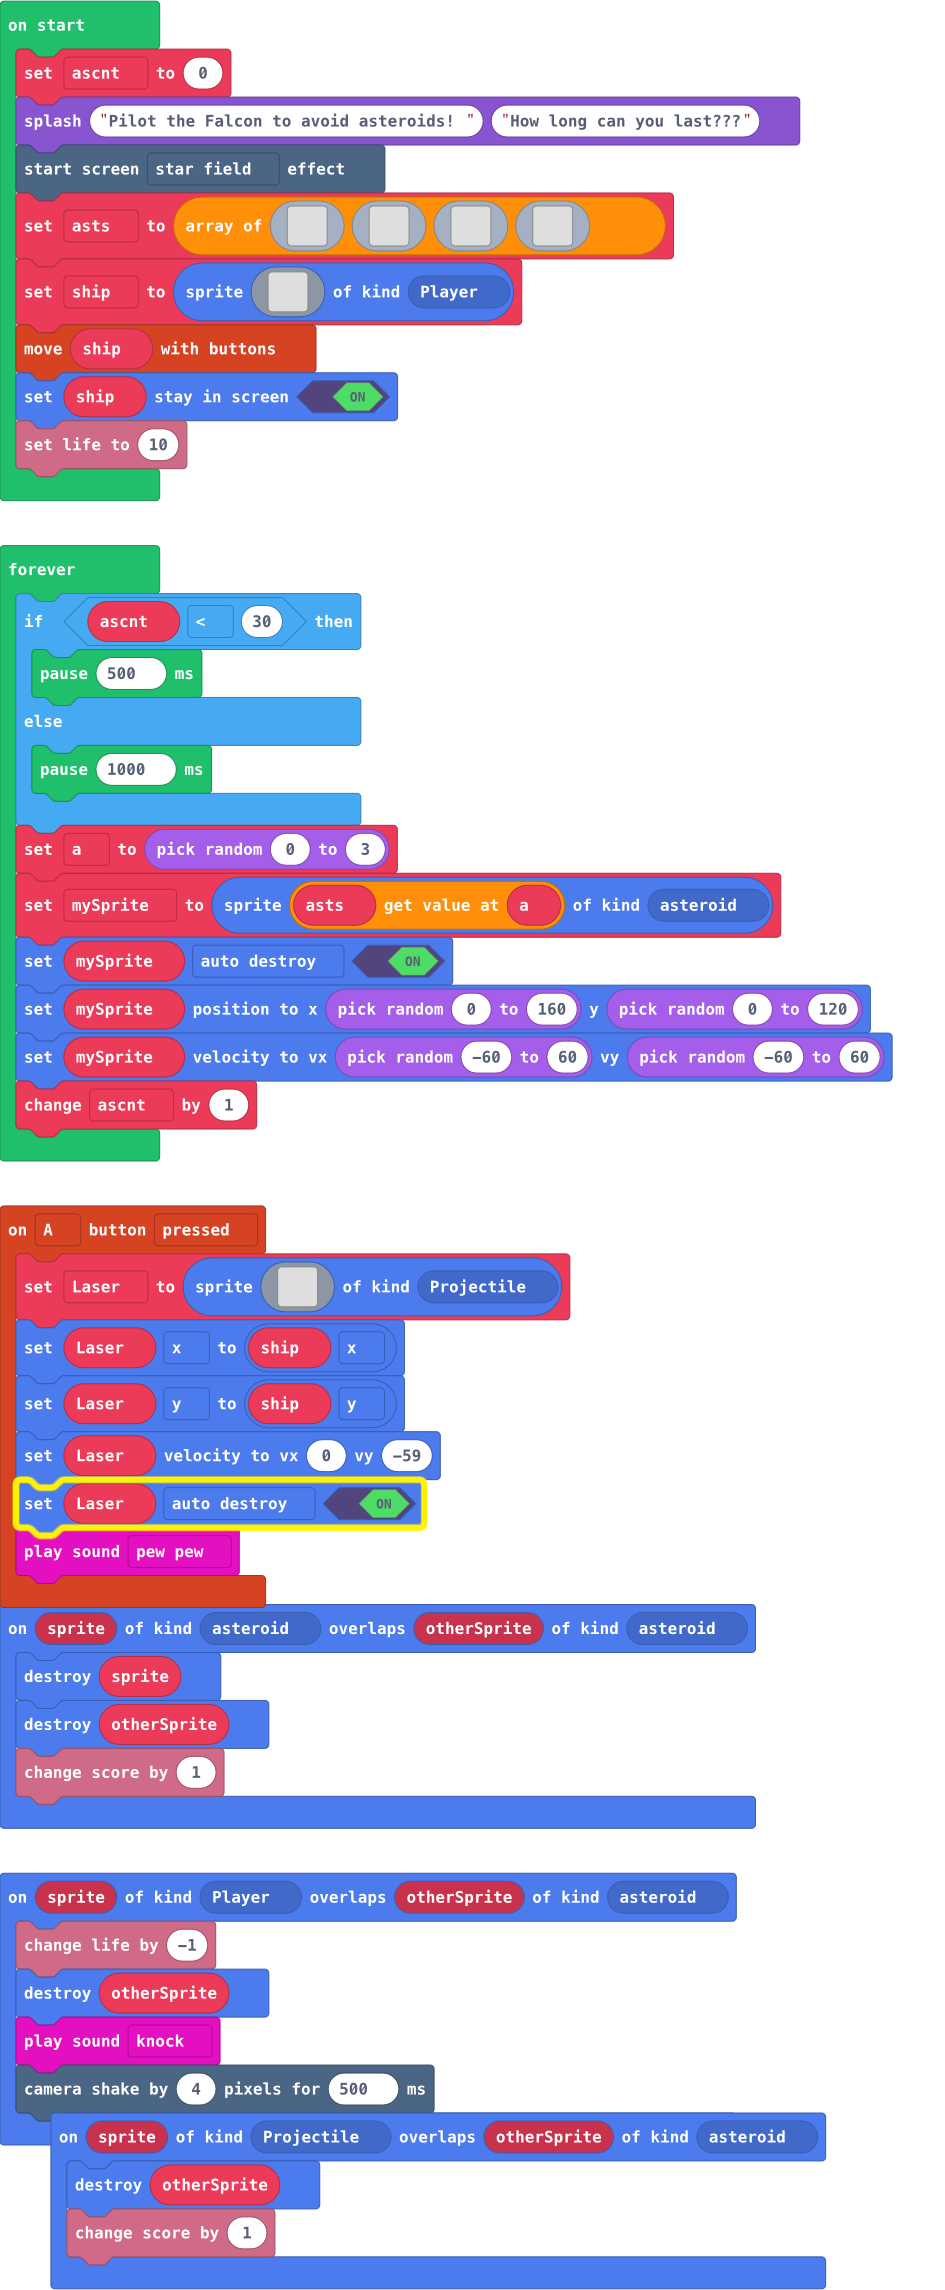 on start
set ascnt to 0
splash "Pilot the Falcon to avoid asteroids! " "How long can you last???"
start screen star field effect
set asts to array of
set ship to sprite of kind Player
move ship with buttons
set ship stay in screen ON
set life to 10
forever
if ascnt < 30 then
pause 500 ms
else
pause 1000 ms
set a to pick random 0 to 3
set mySprite to sprite asts get value at a of kind asteroid
set mySprite auto destroy ON
set mySprite position to x pick random 0 to 160 y pick random 0 to 120
set mySprite velocity to vx pick random -60 to 60 vy pick random -60 to 60
change ascnt by 1
on A button pressed
set Laser to sprite of kind Projectile
set Laser x to ship x
set Laser y to ship y
set Laser velocity to vx 0 vy -59
set Laser auto destroy ON
play sound pew pew
on sprite of kind asteroid overlaps otherSprite of kind asteroid
destroy sprite
destroy otherSprite
change score by 1
on sprite of kind Player overlaps otherSprite of kind asteroid
change life by -1
destroy otherSprite
play sound knock
camera shake by 4 pixels for 500 ms
on sprite of kind Projectile overlaps otherSprite of kind asteroid
destroy otherSprite
change score by 1